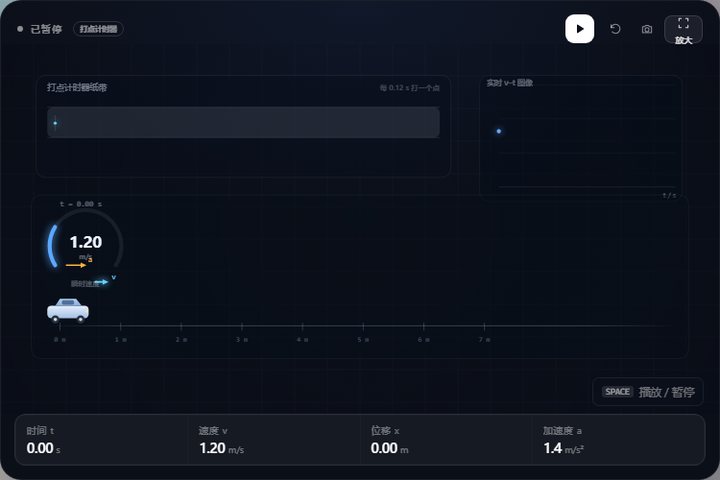 已暂停 打点计时器
放大
打点计时器纸带 每 0.12 s 打一个点
实时 v-t 图像
t / s
t = 0.00 s
1.20
m/s
a
瞬时速度
v
0 m 1 m 2 m 3 m 4 m 5 m 6 m 7 m
SPACE 播放 / 暂停
时间 t 速度 v 位移 x 加速度 a
0.00 s 1.20 m/s 0.00 m 1.4 m/s²